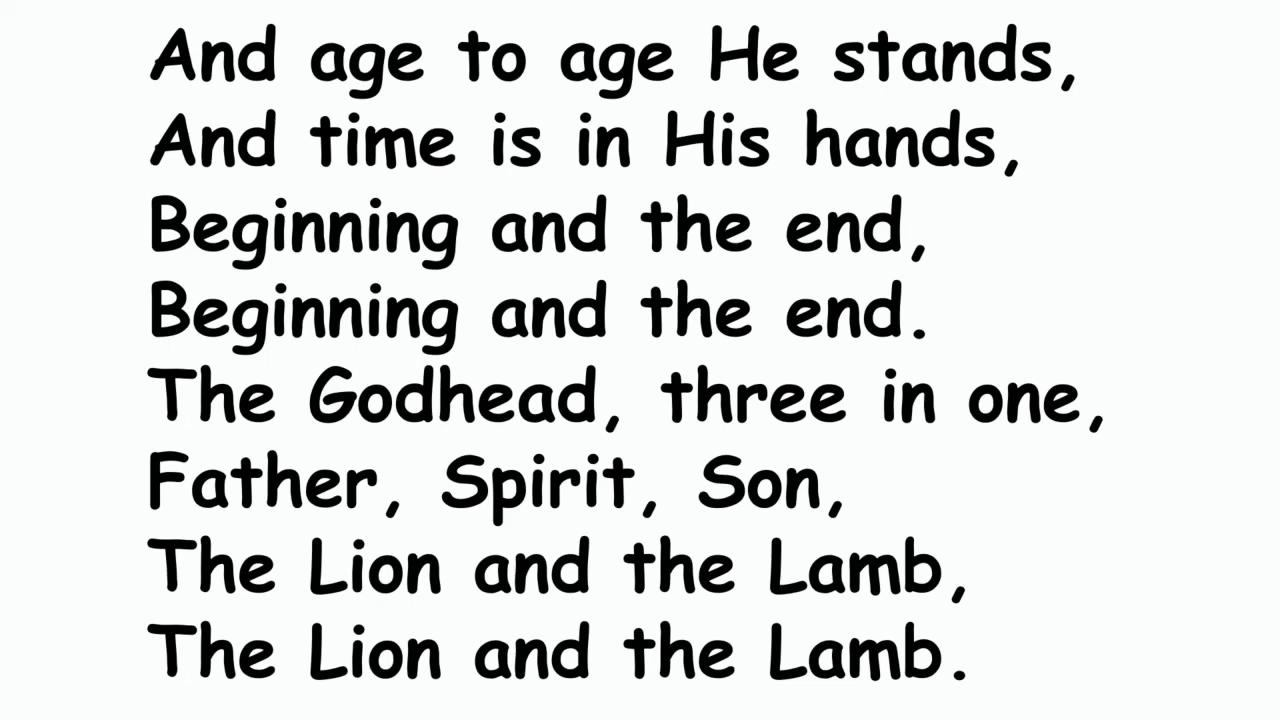 And age to age He stands,
And time is in His hands,
Beginning and the end,
Beginning and the end.
The Godhead, three in one,
Father, Spirit, Son,
The Lion and the Lamb,
The Lion and the Lamb.